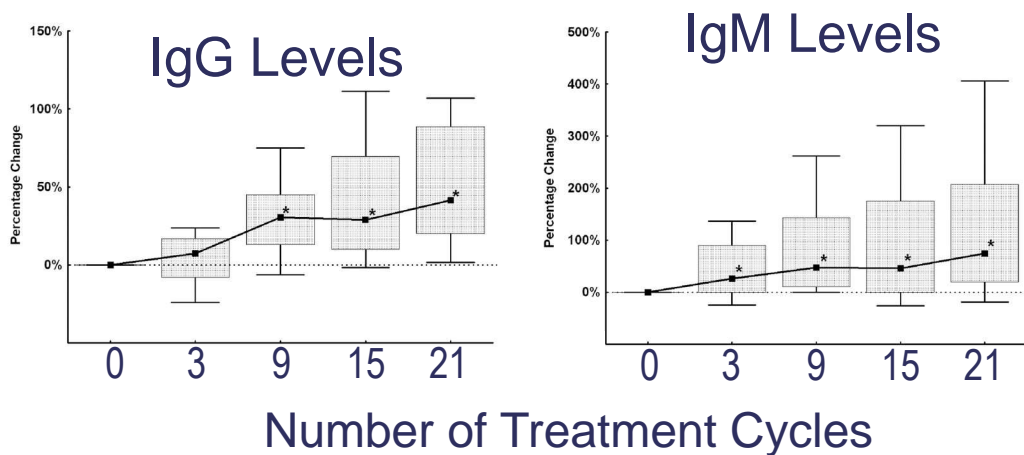 IgG Levels
150%
100%
50%
0%
Percentage Change
*
*
*
0 3 9 15 21
IgM Levels
500%
400%
300%
200%
100%
0%
Percentage Change
*
*
*
*
0 3 9 15 21
Number of Treatment Cycles